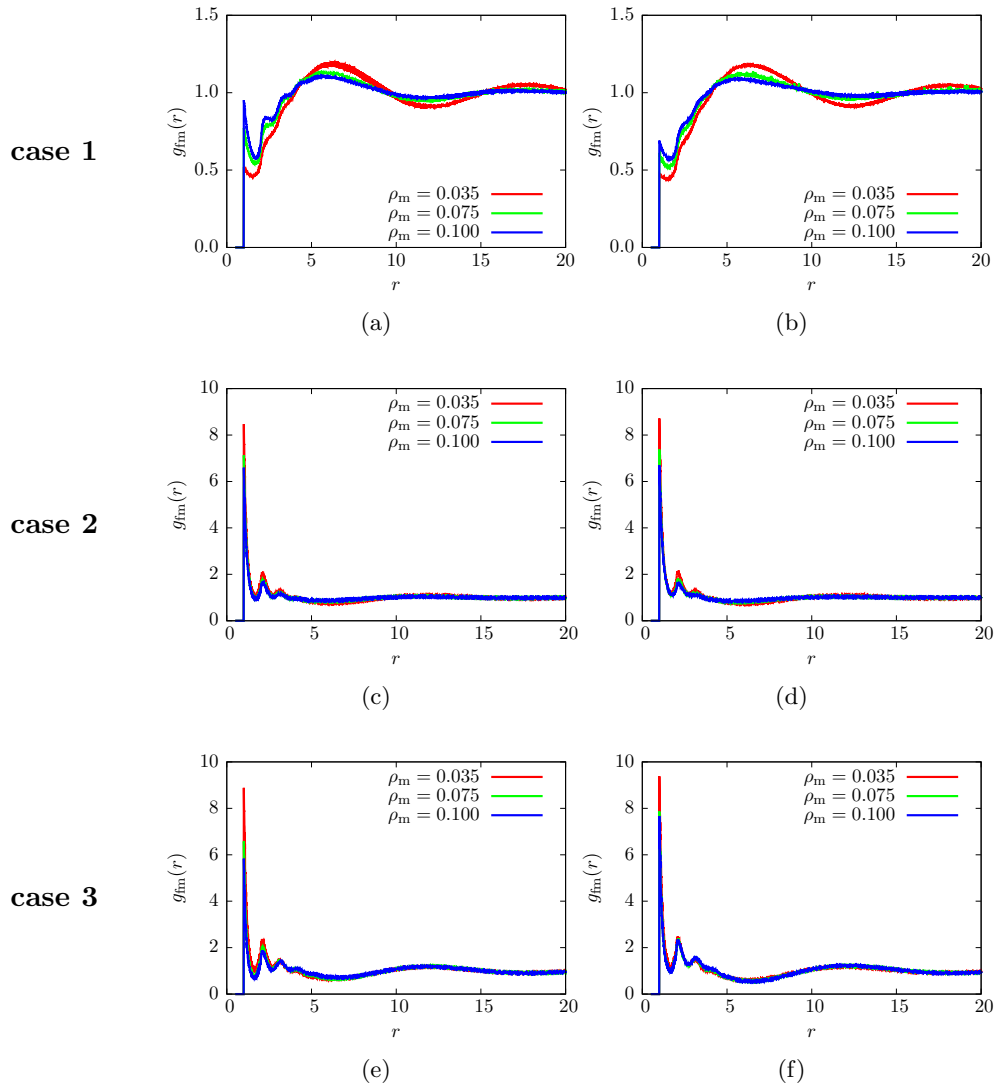 case 1
g_fm(r)
1.5
1.0
0.5
0.0
ρ_m = 0.035
ρ_m = 0.075
ρ_m = 0.100
0 5 10 15 20
r
(a)
g_fm(r)
1.5
1.0
0.5
0.0
ρ_m = 0.035
ρ_m = 0.075
ρ_m = 0.100
0 5 10 15 20
r
(b)
case 2
g_fm(r)
10
8
6
4
2
0
ρ_m = 0.035
ρ_m = 0.075
ρ_m = 0.100
0 5 10 15 20
r
(c)
g_fm(r)
10
8
6
4
2
0
ρ_m = 0.035
ρ_m = 0.075
ρ_m = 0.100
0 5 10 15 20
r
(d)
case 3
g_fm(r)
10
8
6
4
2
0
ρ_m = 0.035
ρ_m = 0.075
ρ_m = 0.100
0 5 10 15 20
r
(e)
g_fm(r)
10
8
6
4
2
0
ρ_m = 0.035
ρ_m = 0.075
ρ_m = 0.100
0 5 10 15 20
r
(f)